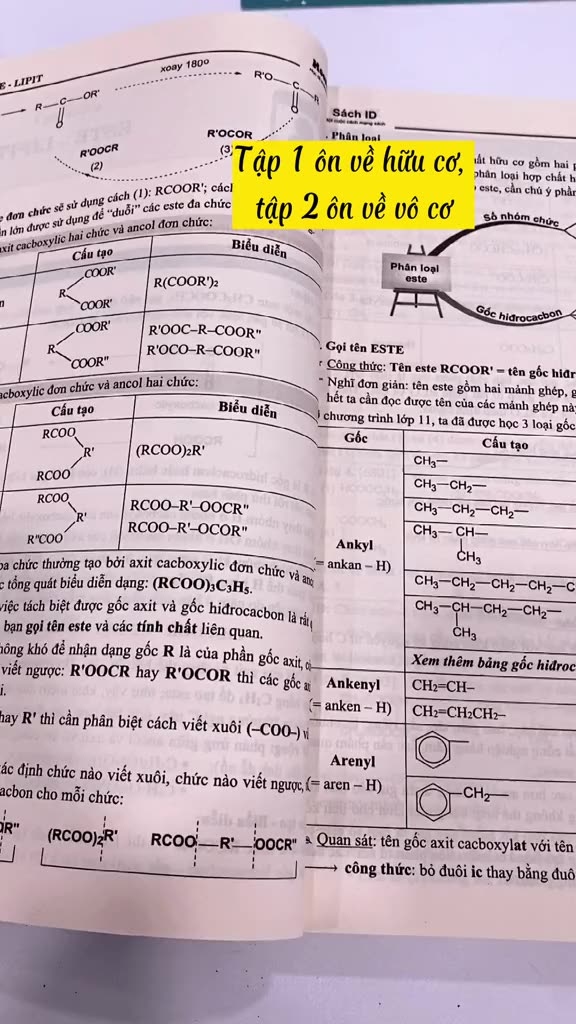 E - LIPIT
xoay 180º
R—C—OR'
O
R'O—C—R
O
R'OOCR
(2)
R'OCOR
(3)
Tập 1 ôn về hữu cơ,
tập 2 ôn về vô cơ
đơn chức sẽ sử dụng cách (1): RCOOR';
lớn được sử dụng để "đuổi" các este đa chức
axit cacboxylic hai chức và ancol đơn chức:
Cấu tạo
Biểu diễn
COOR'
R
COOR'
R(COOR')₂
COOR'
R
COOR"
R'OOC–R–COOR"
R'OCO–R–COOR"
cacboxylic đơn chức và ancol hai chức:
Cấu tạo
Biểu diễn
RCOO
R'
RCOO
(RCOO)₂R'
RCOO
R'
R"COO
RCOO–R'–OOCR"
RCOO–R'–OCOR"
chức thường tạo bởi axit cacboxylic đơn chức và
tổng quát biểu diễn dạng: (RCOO)₃C₃H₅.
việc tách biệt được gốc axit và gốc hiđrocacbon là rất
bạn gọi tên este và các tính chất liên quan.
khó để nhận dạng gốc R là của phần gốc axit,
viết ngược: R'OOCR hay R'OCOR thì các gốc
hay R' thì cần phân biệt cách viết xuôi (–COO–)
định chức nào viết xuôi, chức nào viết ngược,
cho mỗi chức:
(RCOO)₂R'
RCOO—R'—OOCR"
Sách ID
Phân loại
hữu cơ gồm hai
phân loại hợp chất
este, cần chú ý
Số nhóm chức
Phân loại
este
Gốc hiđrocacbon
Gọi tên ESTE
Công thức: Tên este RCOOR' = tên gốc
- Nghĩ đơn giản: tên este gồm hai mảnh ghép,
hết ta cần đọc được tên của các mảnh ghép
chương trình lớp 11, ta đã được học 3 loại gốc
Gốc
Cấu tạo
CH₃—
CH₃—CH₂—
CH₃—CH₂—CH₂—
CH₃—CH—
CH₃
Ankyl
(= ankan – H)
CH₃—CH₂—CH₂—CH₂—C
CH₃—CH—CH₂—CH₂—
CH₃
Xem thêm bảng gốc
Ankenyl
(= anken – H)
CH₂=CH–
CH₂=CH₂CH₂–
Arenyl
(= aren – H)
—CH₂—
Quan sát: tên gốc axit cacboxylat với tên
công thức: bỏ đuôi ic thay bằng đuô